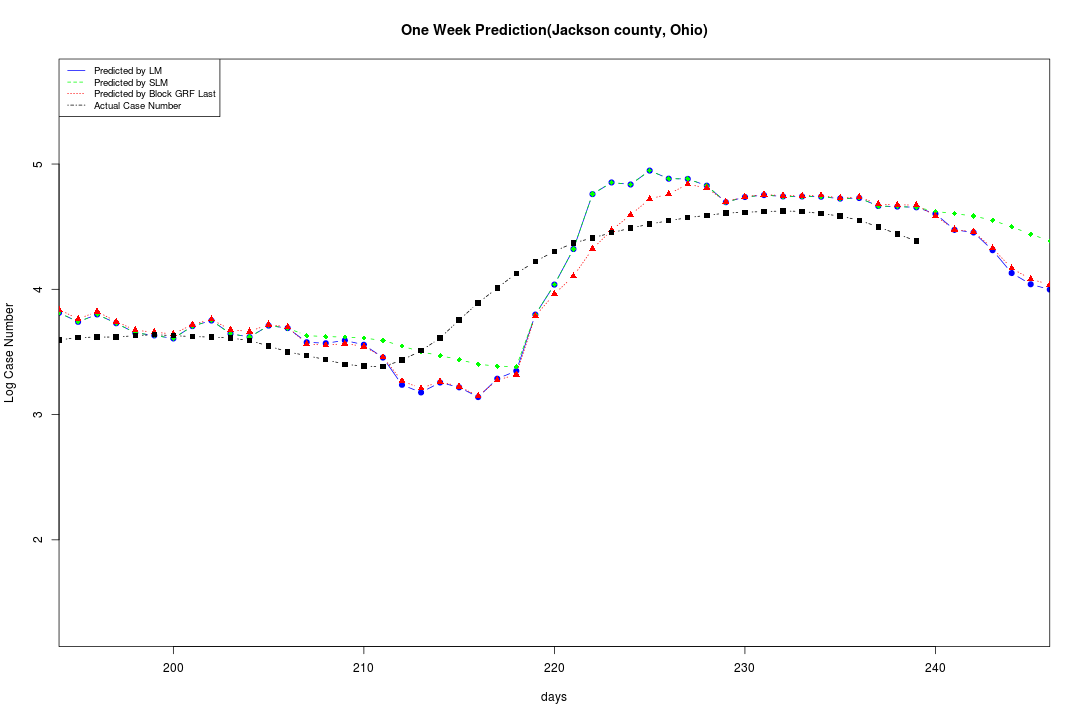 One Week Prediction(Jackson county, Ohio)
Predicted by LM
Predicted by SLM
Predicted by Block GRF Last
Actual Case Number
5
4
3
2
Log Case Number
200 210 220 230 240
days